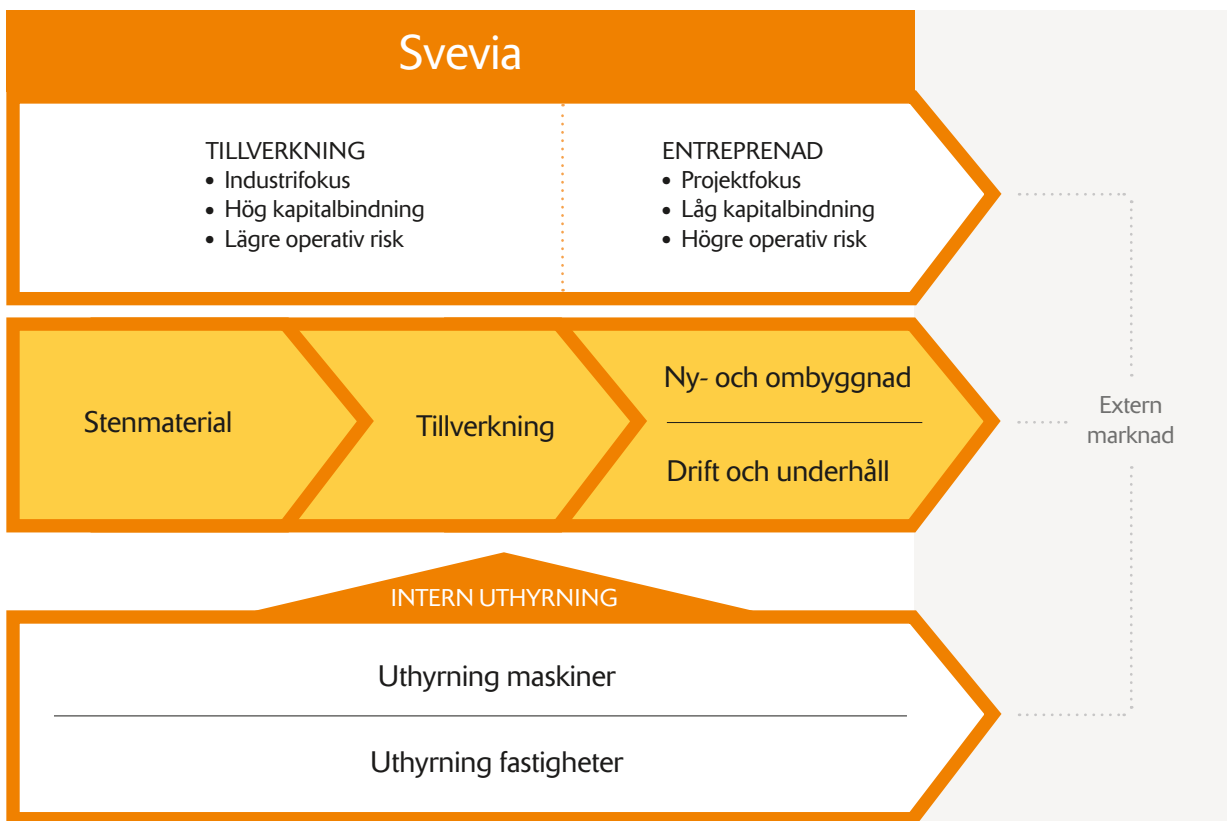 Svevia
TILLVERKNING
• Industrifokus
• Hög kapitalbindning
• Lägre operativ risk
ENTREPRENAD
• Projektfokus
• Låg kapitalbindning
• Högre operativ risk
Stenmaterial
Tillverkning
Ny- och ombyggnad
Drift och underhåll
Extern
marknad
INTERN UTHYRNING
Uthyrning maskiner
Uthyrning fastigheter